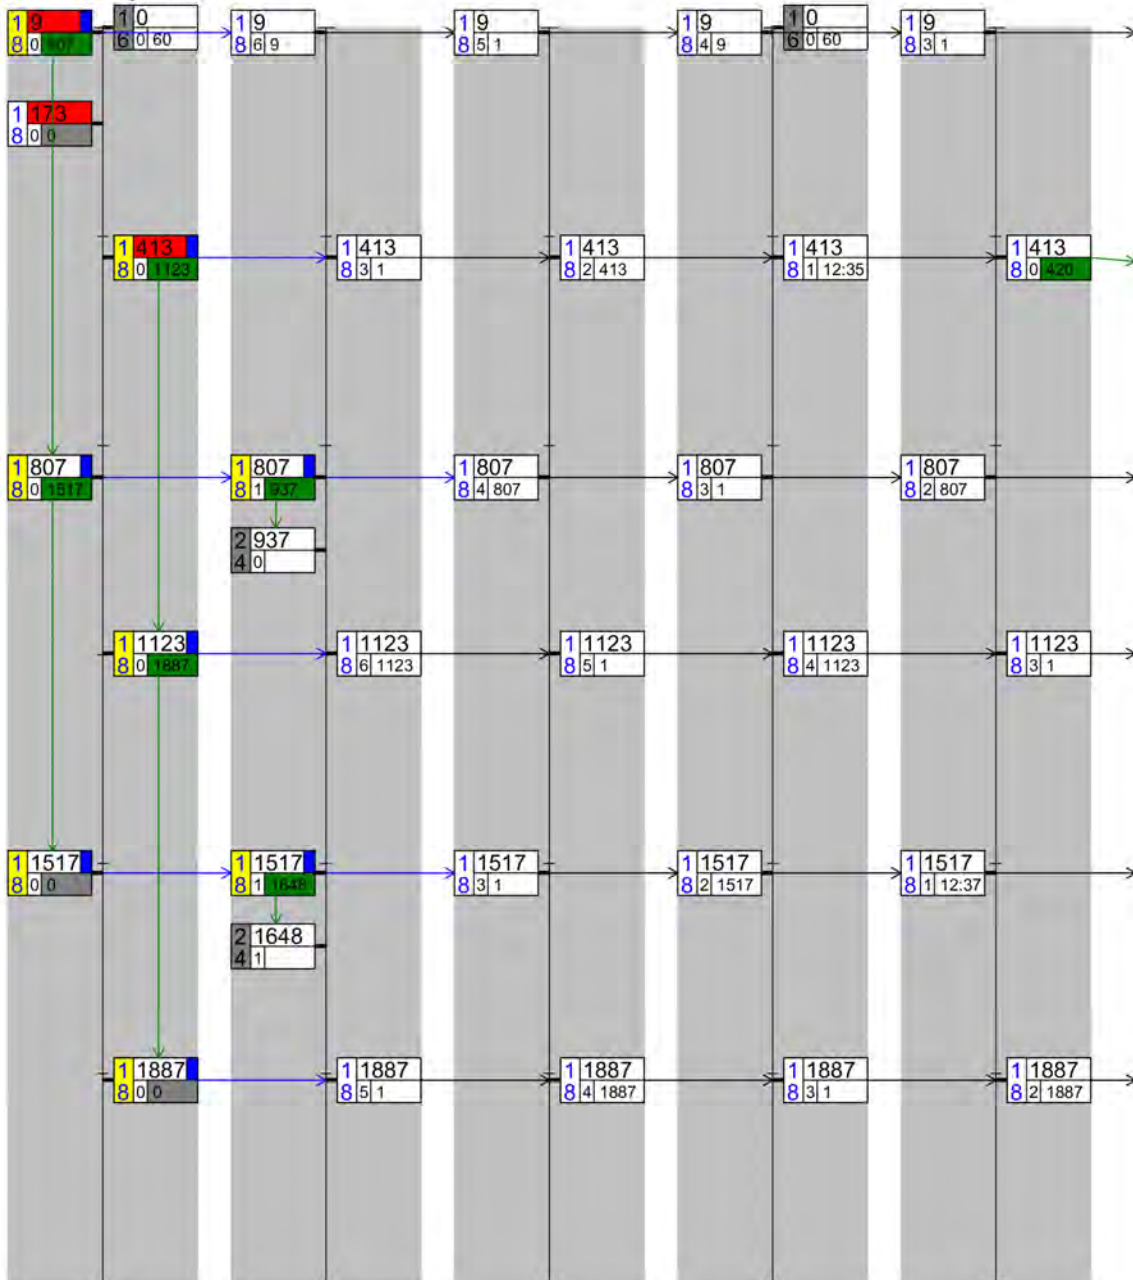 1 9 1 0 1 9 1 9 1 9 1 0 1 9
8 0 807 6 0 60 8 6 9 8 5 1 8 4 9 6 0 60 8 3 1
1 173
8 0 0
1 413 1 413 1 413 1 413 1 413
8 0 1123 8 3 1 8 2 413 8 1 12:35 8 0 420
1 807 1 807 1 807 1 807 1 807
8 0 1517 8 1 937 8 4 807 8 3 1 8 2 807
2 937
4 0
1 1123 1 1123 1 1123 1 1123 1 1123
8 0 1887 8 6 1123 8 5 1 8 4 1123 8 3 1
1 1517 1 1517 1 1517 1 1517 1 1517
8 0 0 8 1 1648 8 3 1 8 2 1517 8 1 12:37
2 1648
4 1
1 1887 1 1887 1 1887 1 1887 1 1887
8 0 0 8 5 1 8 4 1887 8 3 1 8 2 1887